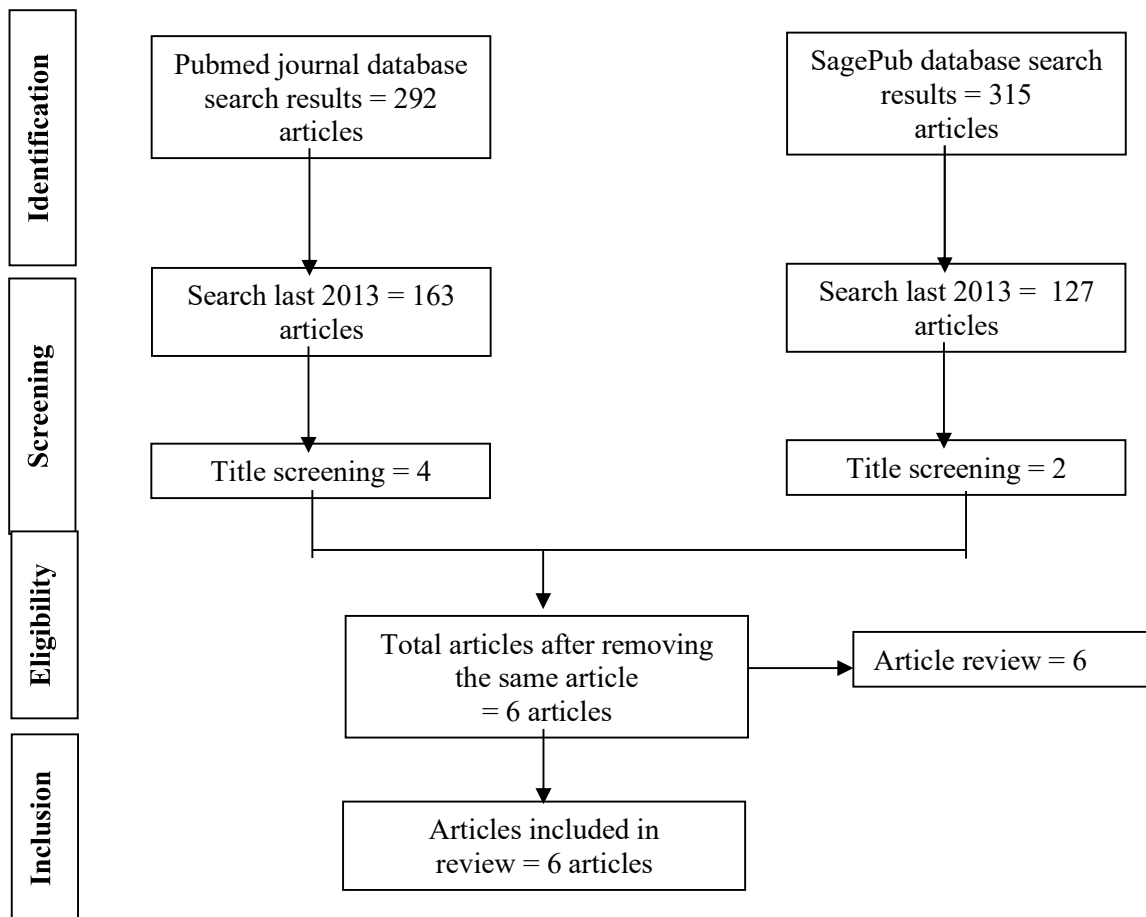 Identification
Pubmed journal database
search results = 292
articles
SagePub database search
results = 315
articles
Screening
Search last 2013 = 163
articles
Search last 2013 = 127
articles
Title screening = 4
Title screening = 2
Eligibility
Total articles after removing
the same article
= 6 articles
Article review = 6
Inclusion
Articles included in
review = 6 articles